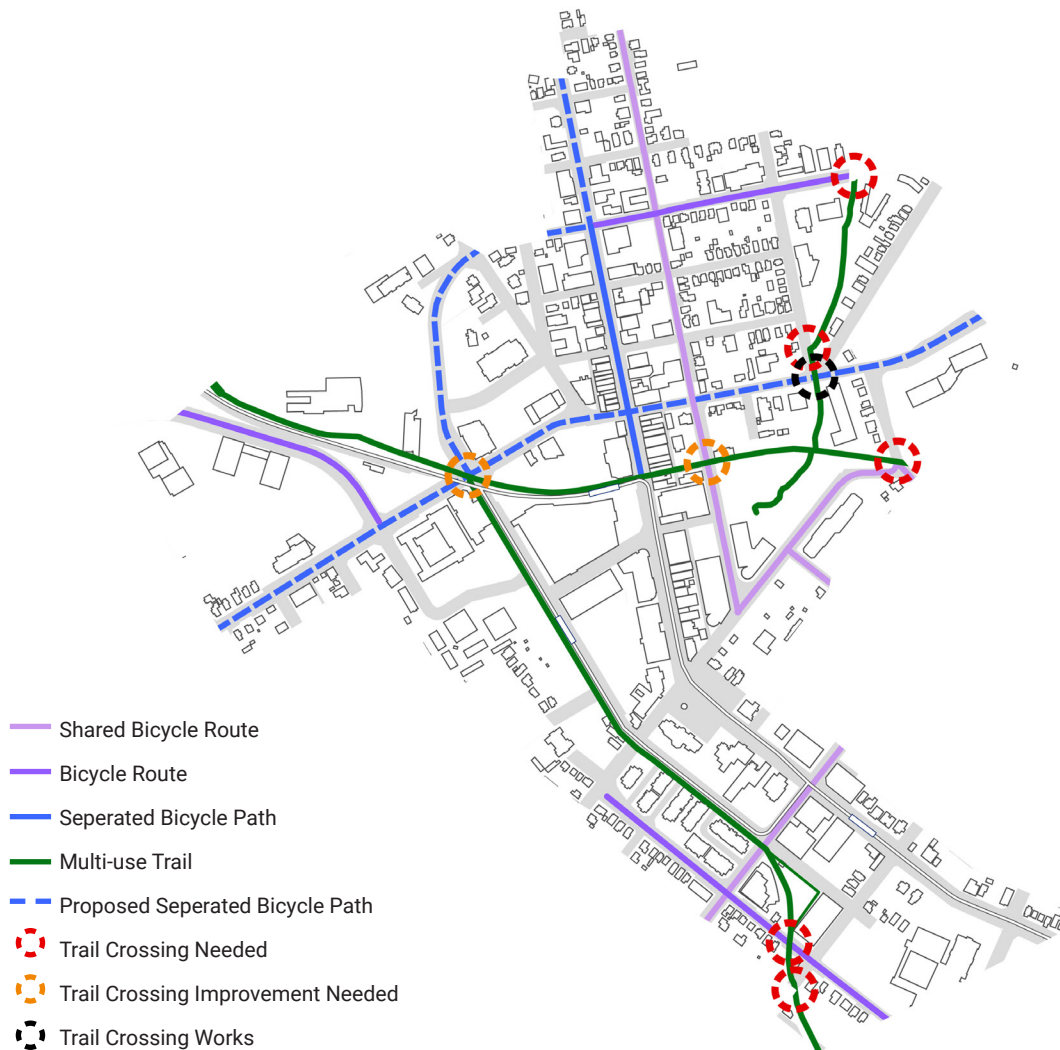 Shared Bicycle Route
Bicycle Route
Seperated Bicycle Path
Multi-use Trail
Proposed Seperated Bicycle Path
Trail Crossing Needed
Trail Crossing Improvement Needed
Trail Crossing Works